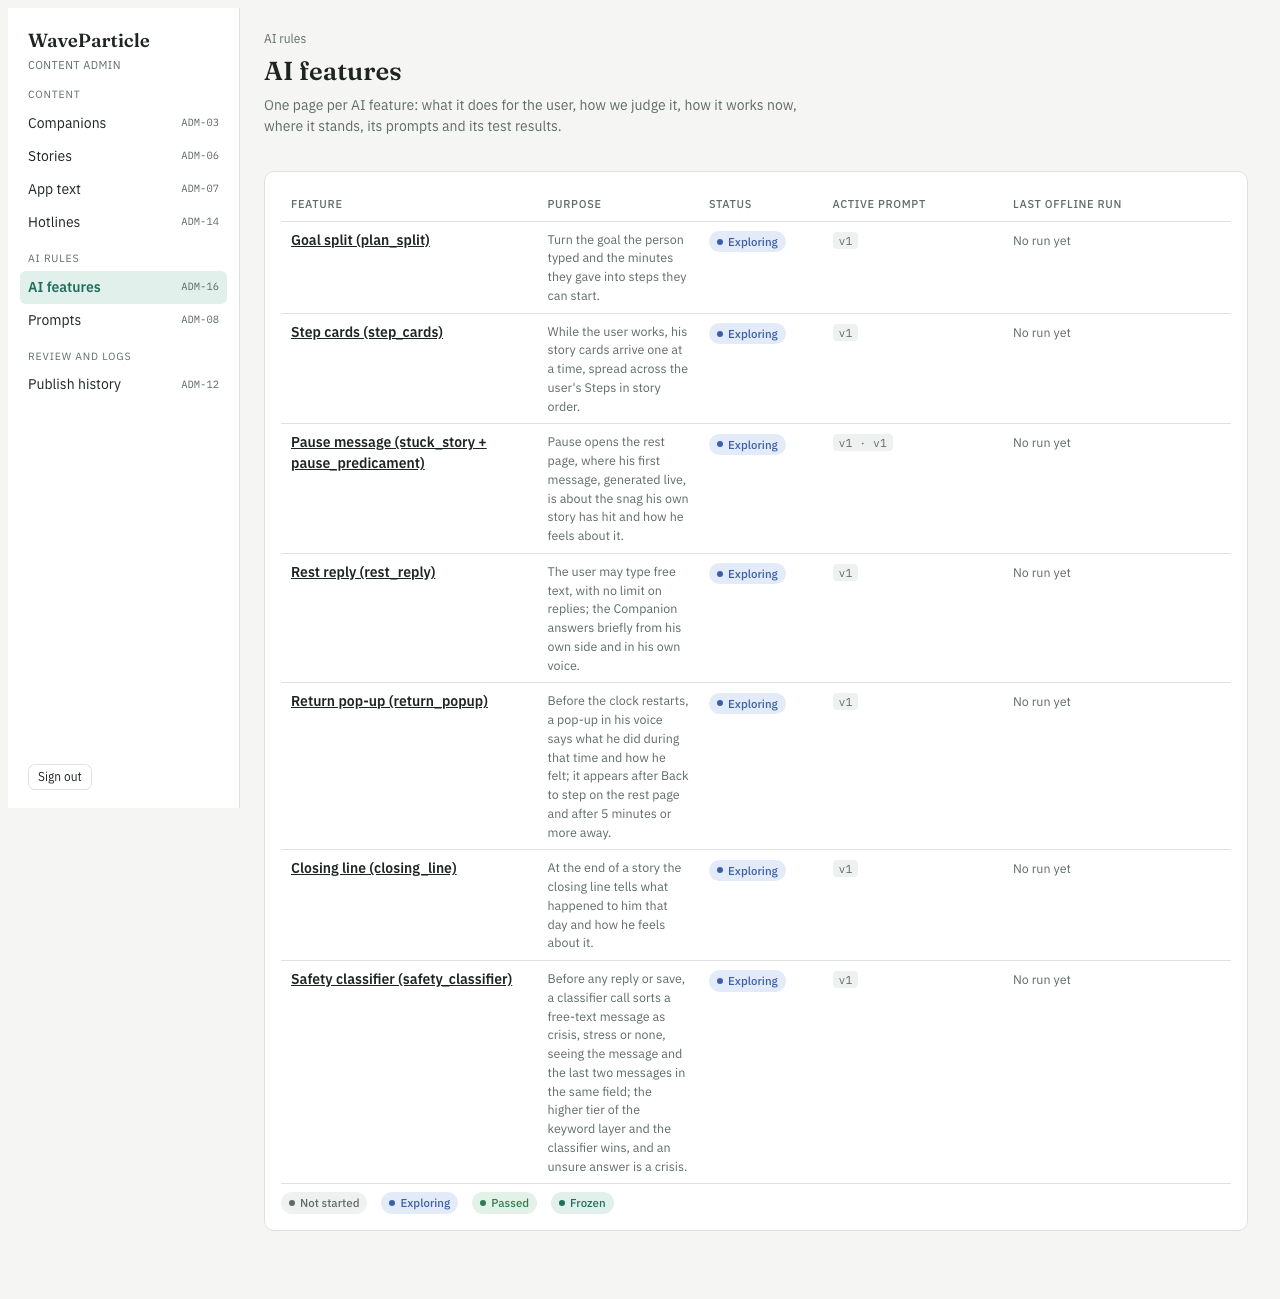 WaveParticle
CONTENT ADMIN
CONTENT
Companions ADM-03
Stories ADM-06
App text ADM-07
Hotlines ADM-14
AI RULES
AI features ADM-16
Prompts ADM-08
REVIEW AND LOGS
Publish history ADM-12
Sign out
AI rules
AI features
One page per AI feature: what it does for the user, how we judge it, how it works now,
where it stands, its prompts and its test results.
FEATURE PURPOSE STATUS ACTIVE PROMPT LAST OFFLINE RUN
Goal split (plan_split) Turn the goal the person Exploring v1 No run yet
typed and the minutes
they gave into steps they
can start.
Step cards (step_cards) While the user works, his Exploring v1 No run yet
story cards arrive one at
a time, spread across the
user's Steps in story
order.
Pause message (stuck_story + Pause opens the rest Exploring v1 · v1 No run yet
pause_predicament) page, where his first
message, generated live,
is about the snag his own
story has hit and how he
feels about it.
Rest reply (rest_reply) The user may type free Exploring v1 No run yet
text, with no limit on
replies; the Companion
answers briefly from his
own side and in his own
voice.
Return pop-up (return_popup) Before the clock restarts, Exploring v1 No run yet
a pop-up in his voice
says what he did during
that time and how he
felt; it appears after Back
to step on the rest page
and after 5 minutes or
more away.
Closing line (closing_line) At the end of a story the Exploring v1 No run yet
closing line tells what
happened to him that
day and how he feels
about it.
Safety classifier (safety_classifier) Before any reply or save, Exploring v1 No run yet
a classifier call sorts a
free-text message as
crisis, stress or none,
seeing the message and
the last two messages in
the same field; the
higher tier of the
keyword layer and the
classifier wins, and an
unsure answer is a crisis.
Not started Exploring Passed Frozen